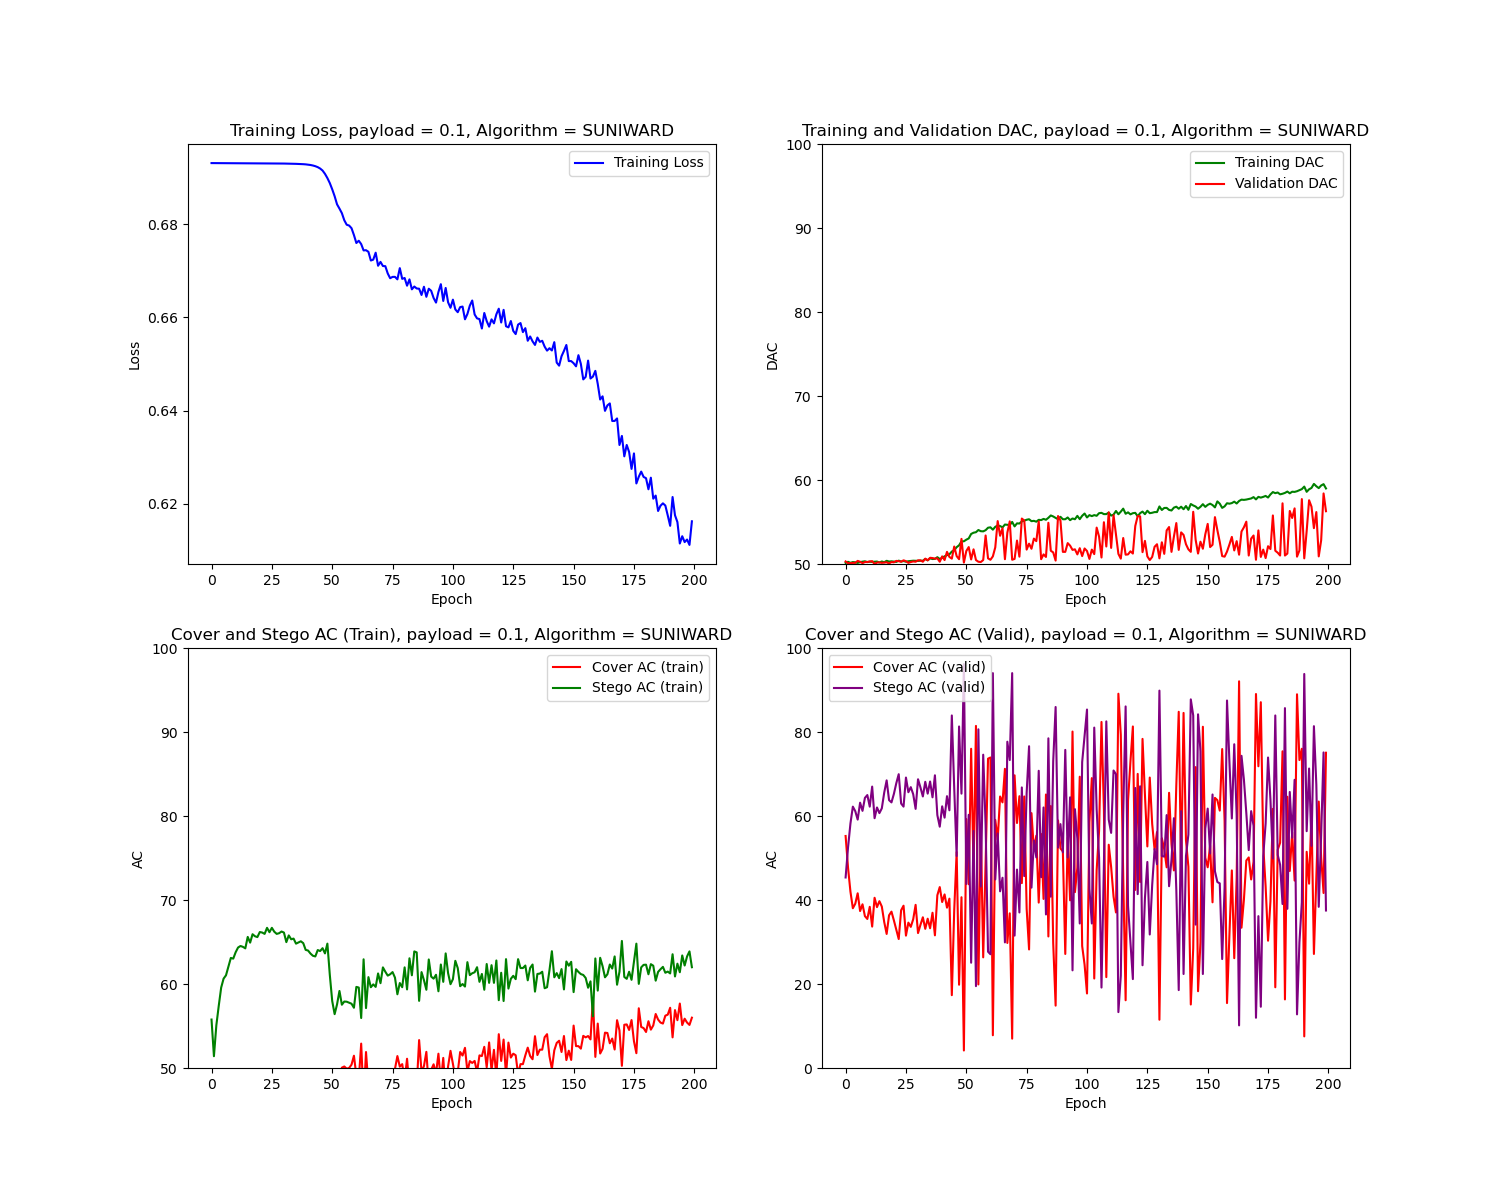 Training Loss, payload = 0.1, Algorithm = SUNIWARD
Training Loss
0.68
0.66
0.64
0.62
Loss
0 25 50 75 100 125 150 175 200
Epoch
Training and Validation DAC, payload = 0.1, Algorithm = SUNIWARD
Training DAC
Validation DAC
100
90
80
70
60
50
DAC
0 25 50 75 100 125 150 175 200
Epoch
Cover and Stego AC (Train), payload = 0.1, Algorithm = SUNIWARD
Cover AC (train)
Stego AC (train)
100
90
80
70
60
50
AC
0 25 50 75 100 125 150 175 200
Epoch
Cover and Stego AC (Valid), payload = 0.1, Algorithm = SUNIWARD
Cover AC (valid)
Stego AC (valid)
100
80
60
40
20
0
AC
0 25 50 75 100 125 150 175 200
Epoch